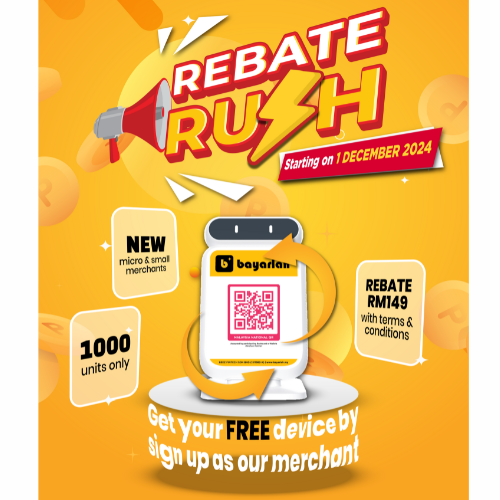 REBATE
RUSH
Starting on 1 DECEMBER 2024
NEW
micro & small
merchants
bayarlah
REBATE
RM149
with terms &
conditions
1000
units only
Get your FREE device by
sign up as our merchant